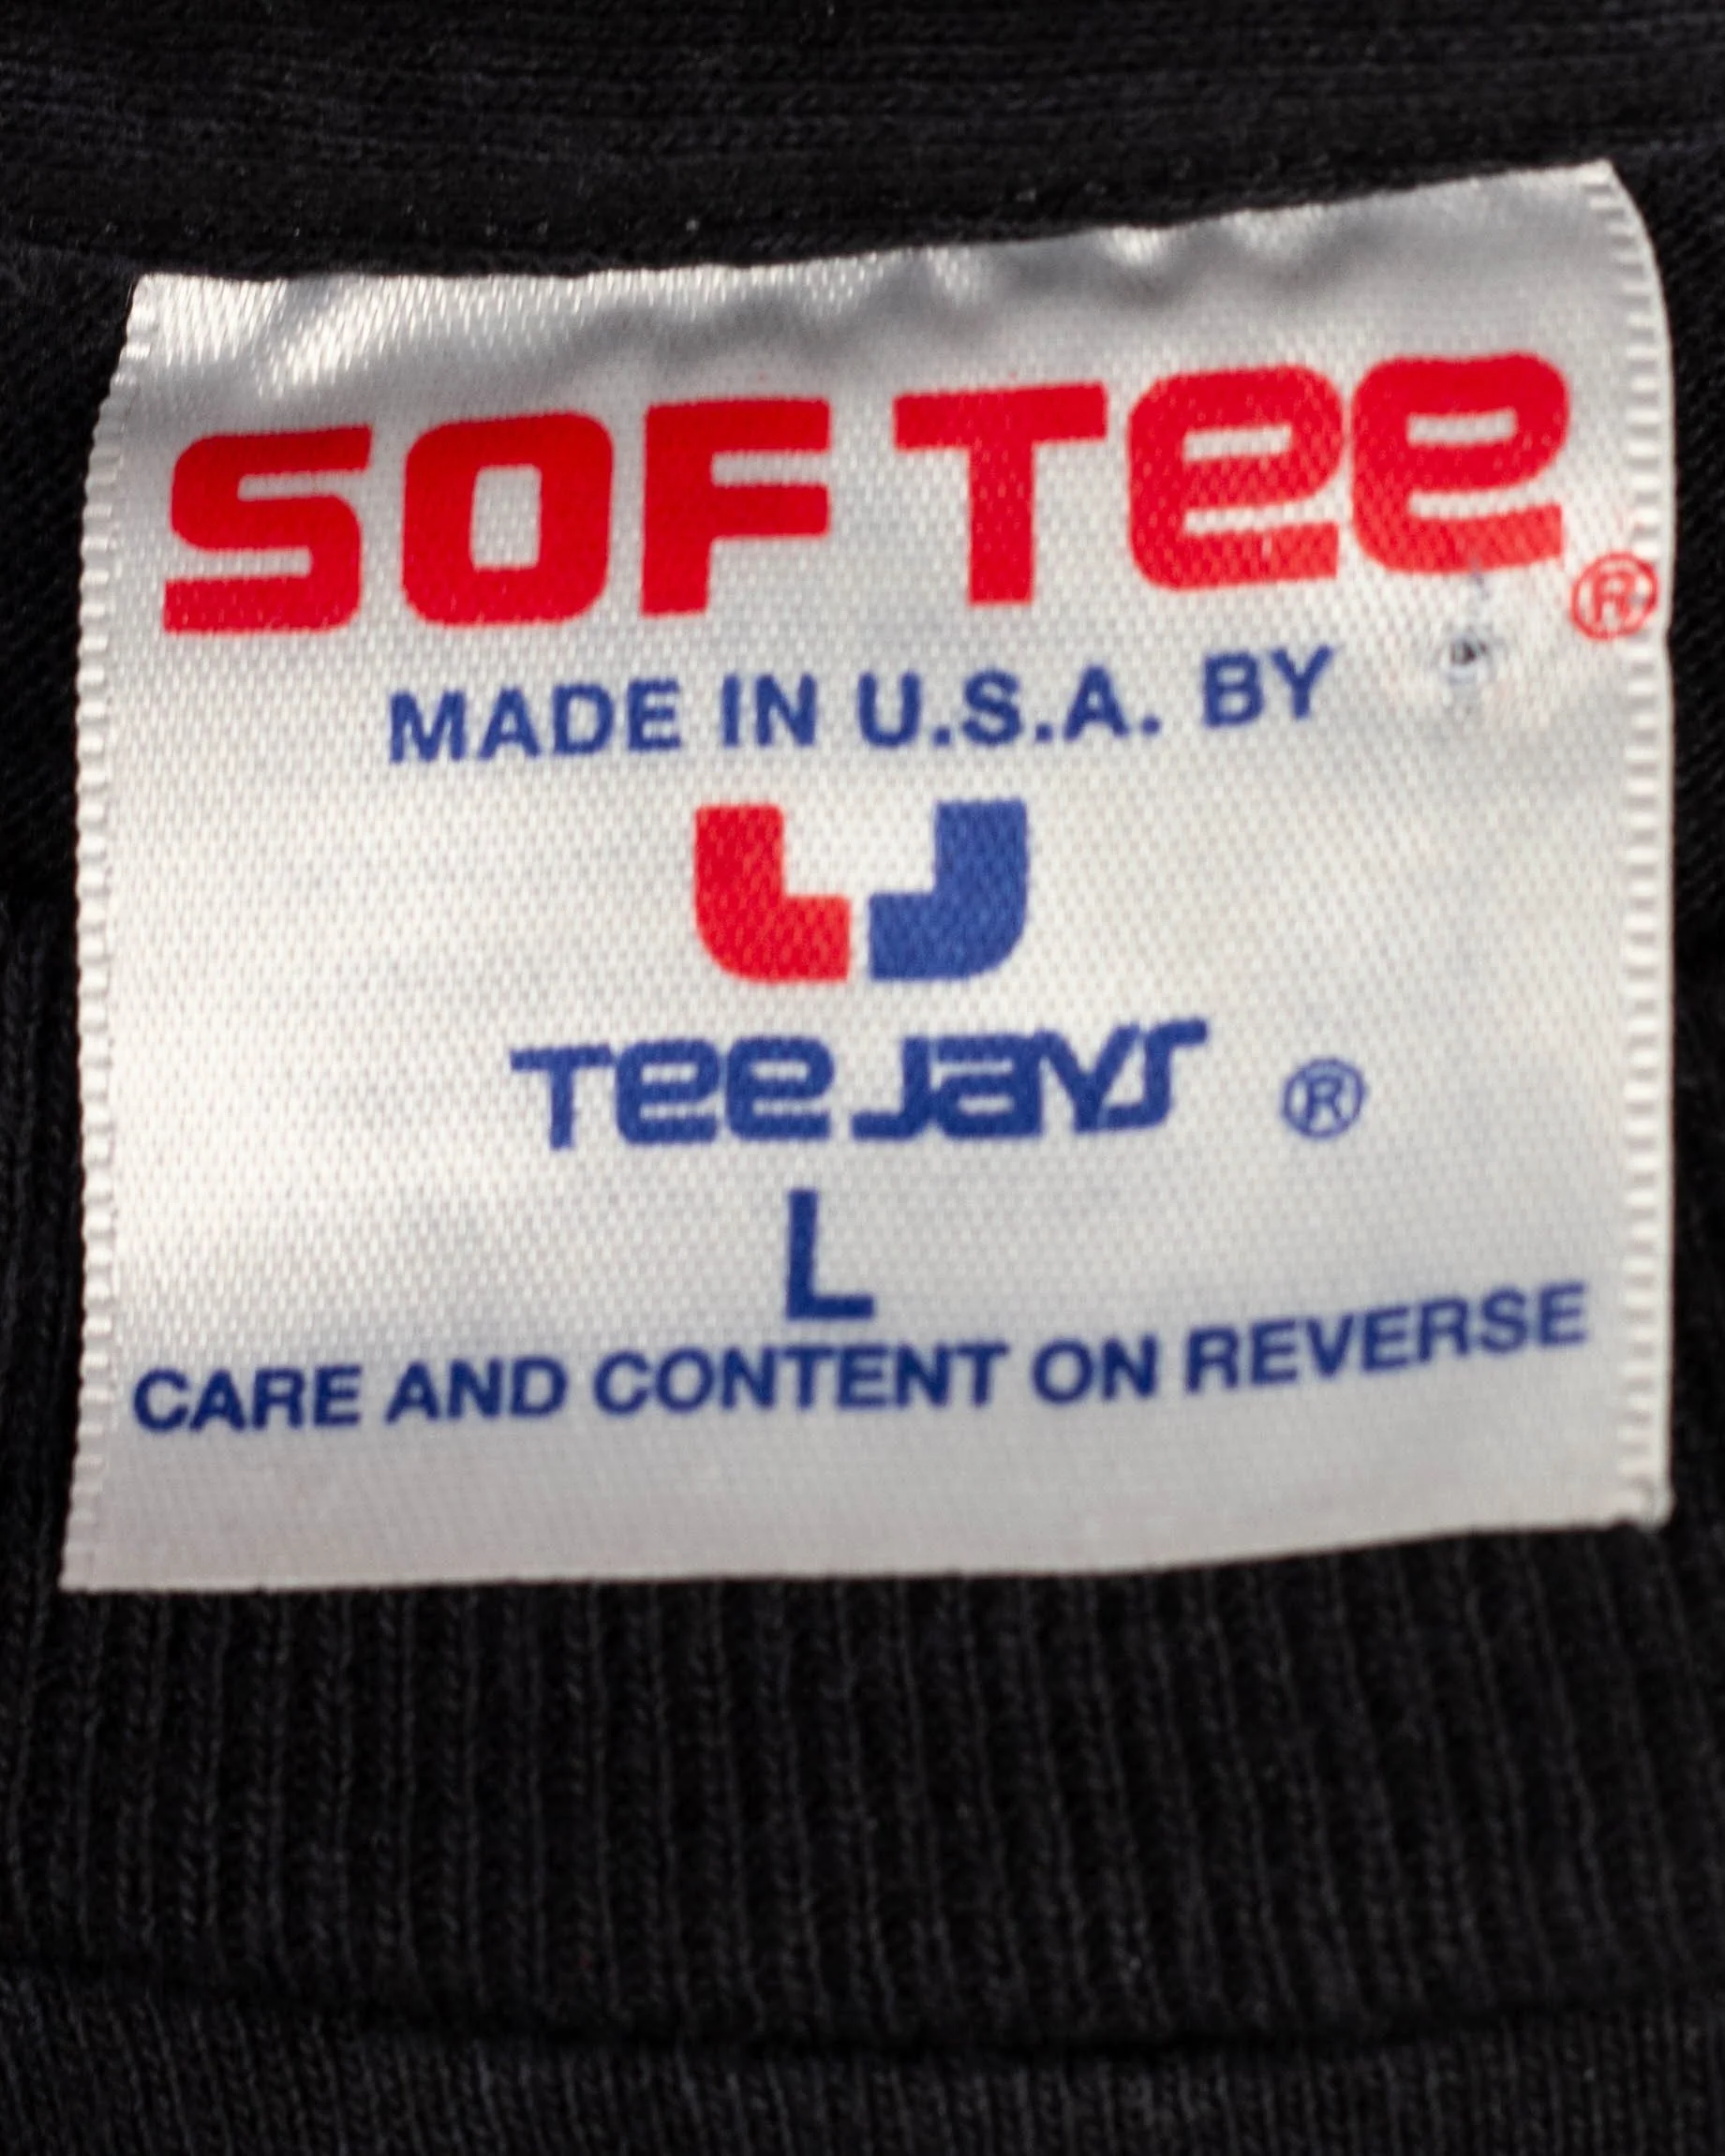 SOF Tee®
MADE IN U.S.A. BY
Tee Jays ®
L
CARE AND CONTENT ON REVERSE